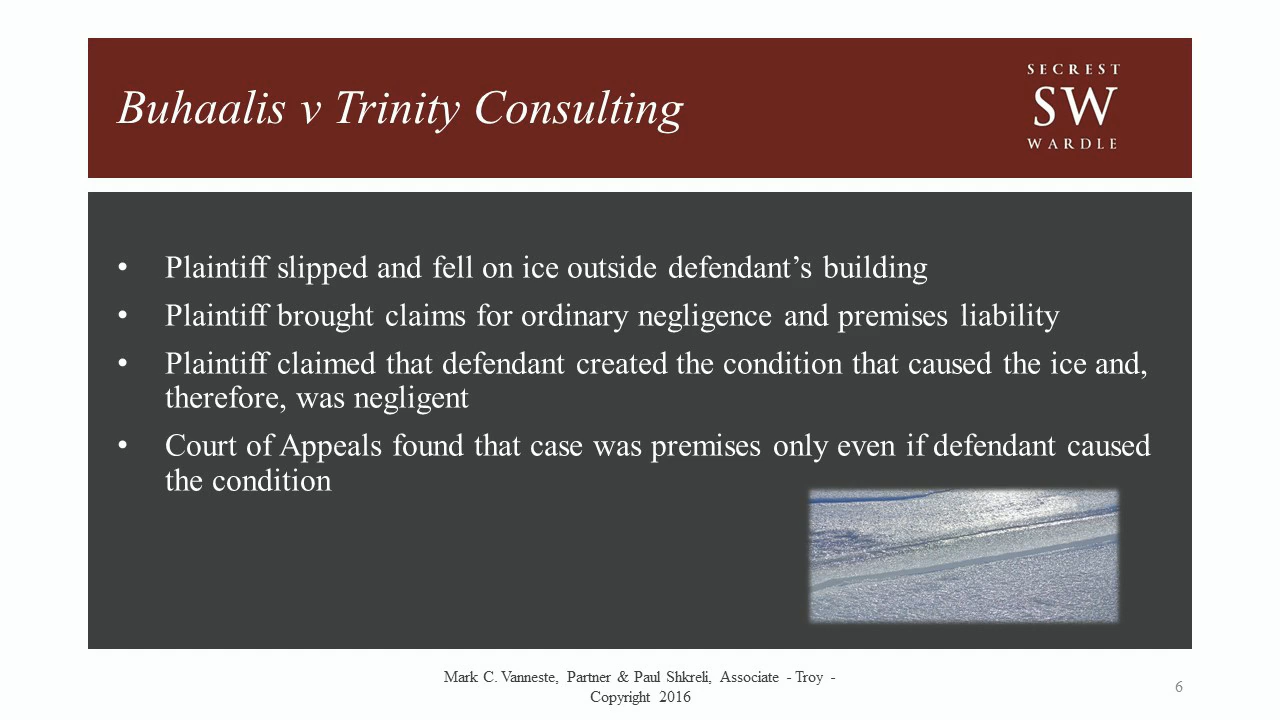 Buhaalis v Trinity Consulting
SECREST
SW
WARDLE
• Plaintiff slipped and fell on ice outside defendant’s building
• Plaintiff brought claims for ordinary negligence and premises liability
• Plaintiff claimed that defendant created the condition that caused the ice and,
therefore, was negligent
• Court of Appeals found that case was premises only even if defendant caused
the condition
Mark C. Vanneste, Partner & Paul Shkreli, Associate - Troy -
Copyright 2016
6